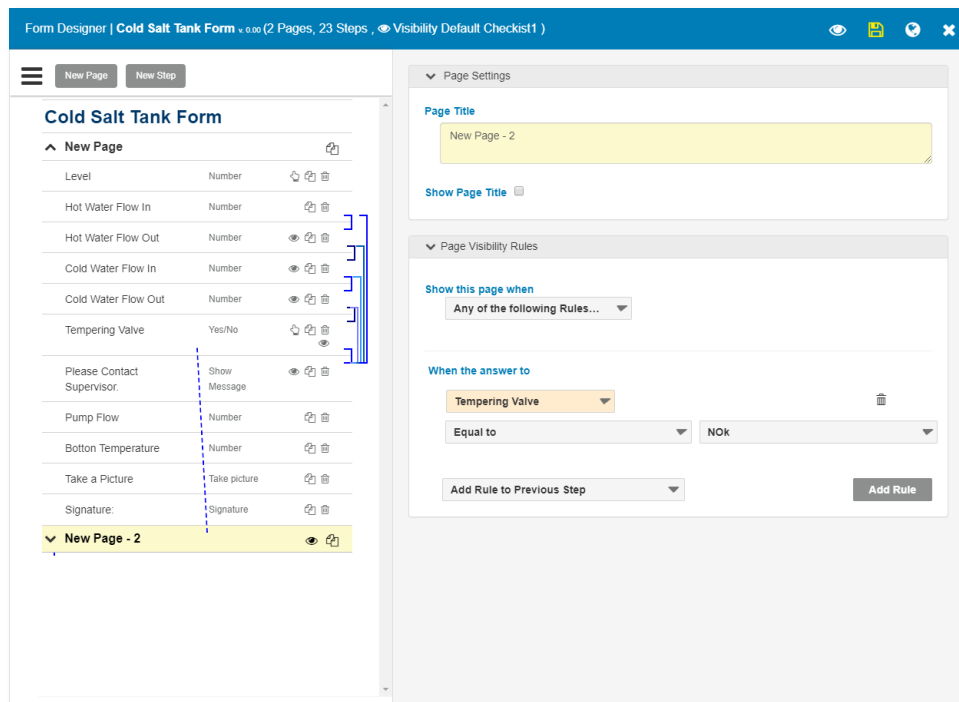 Form Designer | Cold Salt Tank Form v. 0.00 (2 Pages, 23 Steps , Visibility Default Checkist1 )
New Page New Step
Cold Salt Tank Form
New Page
Level Number
Hot Water Flow In Number
Hot Water Flow Out Number
Cold Water Flow In Number
Cold Water Flow Out Number
Tempering Valve Yes/No
Please Contact Show
Supervisor. Message
Pump Flow Number
Botton Temperature Number
Take a Picture Take picture
Signature: Signature
New Page - 2
Page Settings
Page Title
New Page - 2
Show Page Title
Page Visibility Rules
Show this page when
Any of the following Rules...
When the answer to
Tempering Valve
Equal to NOk
Add Rule to Previous Step Add Rule